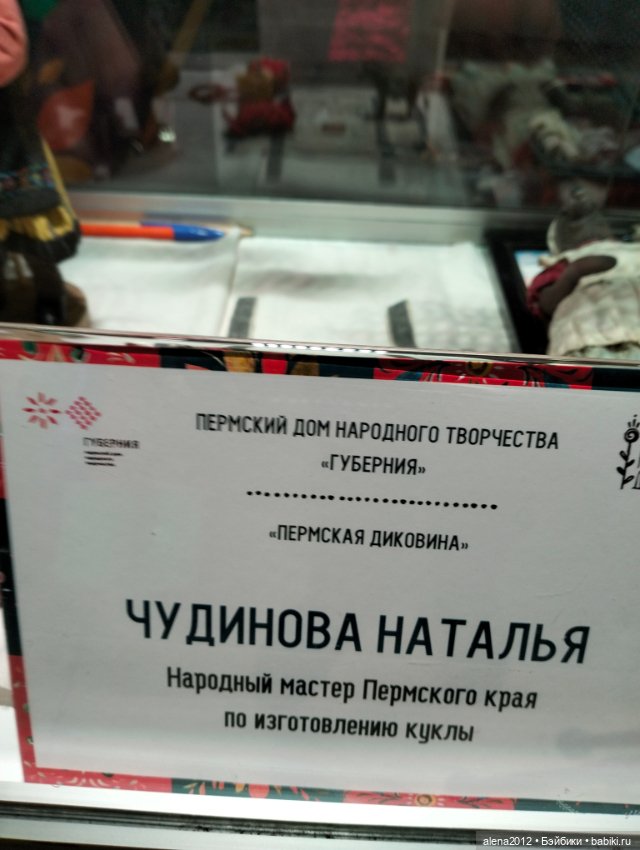 ГУБЕРНИЯ
ПЕРМСКИЙ ДОМ НАРОДНОГО ТВОРЧЕСТВА
«ГУБЕРНИЯ»
«ПЕРМСКАЯ ДИКОВИНА»
ЧУДИНОВА НАТАЛЬЯ
Народный мастер Пермского края
по изготовлению куклы
alena2012 • Бэйбики • babiki.ru